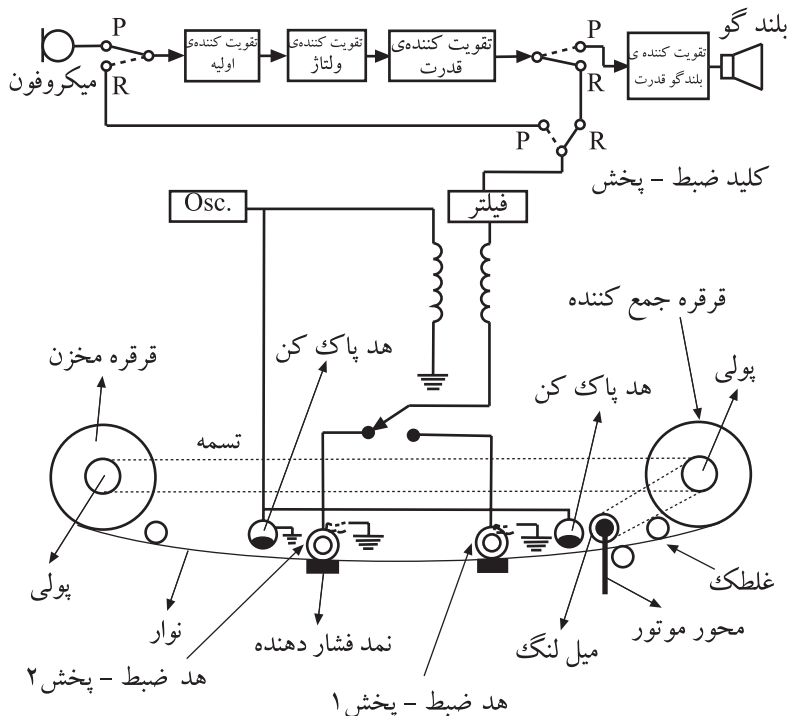 بلند گو
P
تقویت کننده‌ی
اولیه
تقویت کننده‌ی
ولتاژ
تقویت کننده‌ی
قدرت
P
تقویت کننده ی
بلندگو قدرت
میکروفون
R
R
P
R
کلید ضبط – پخش
Osc.
فیلتر
قرقره جمع کننده
هد پاک کن
قرقره مخزن
پولی
هد پاک کن
تسمه
پولی
نوار
نمد فشار دهنده
میل لنگ
محور موتور
غلطک
هد ضبط – پخش۲
هد ضبط – پخش۱